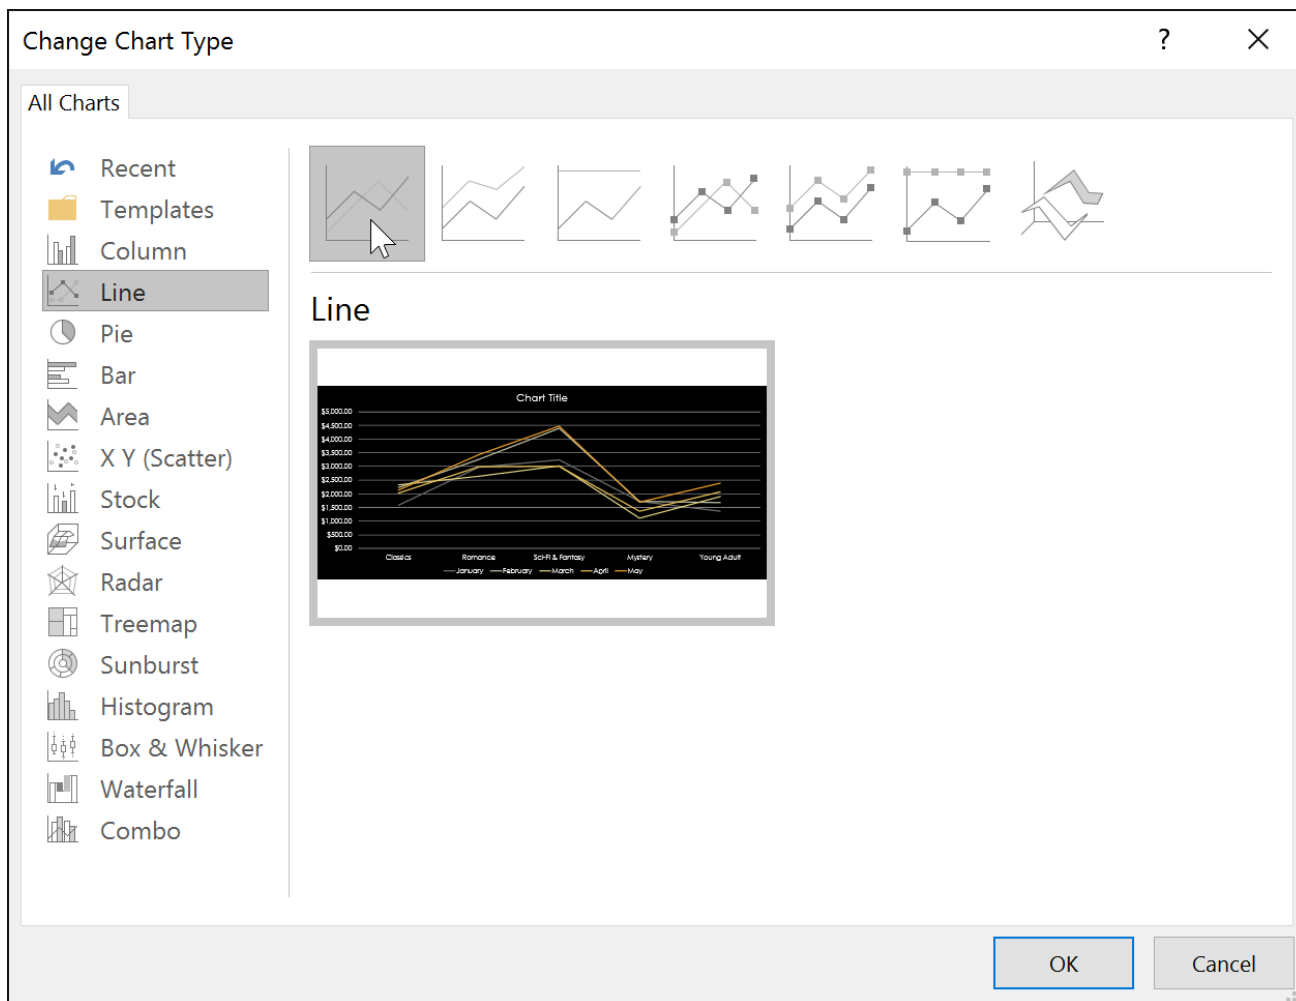 Change Chart Type
?
All Charts
Recent
Templates
Column
Line
Pie
Bar
Area
X Y (Scatter)
Stock
Surface
Radar
Treemap
Sunburst
Histogram
Box & Whisker
Waterfall
Combo
Line
Chart Title
$5,000.00
$4,500.00
$4,000.00
$3,500.00
$3,000.00
$2,500.00
$2,000.00
$1,500.00
$1,000.00
$500.00
$0.00
Classics Romance Sci-Fi & Fantasy Mystery Young Adult
January February March April May
OK Cancel